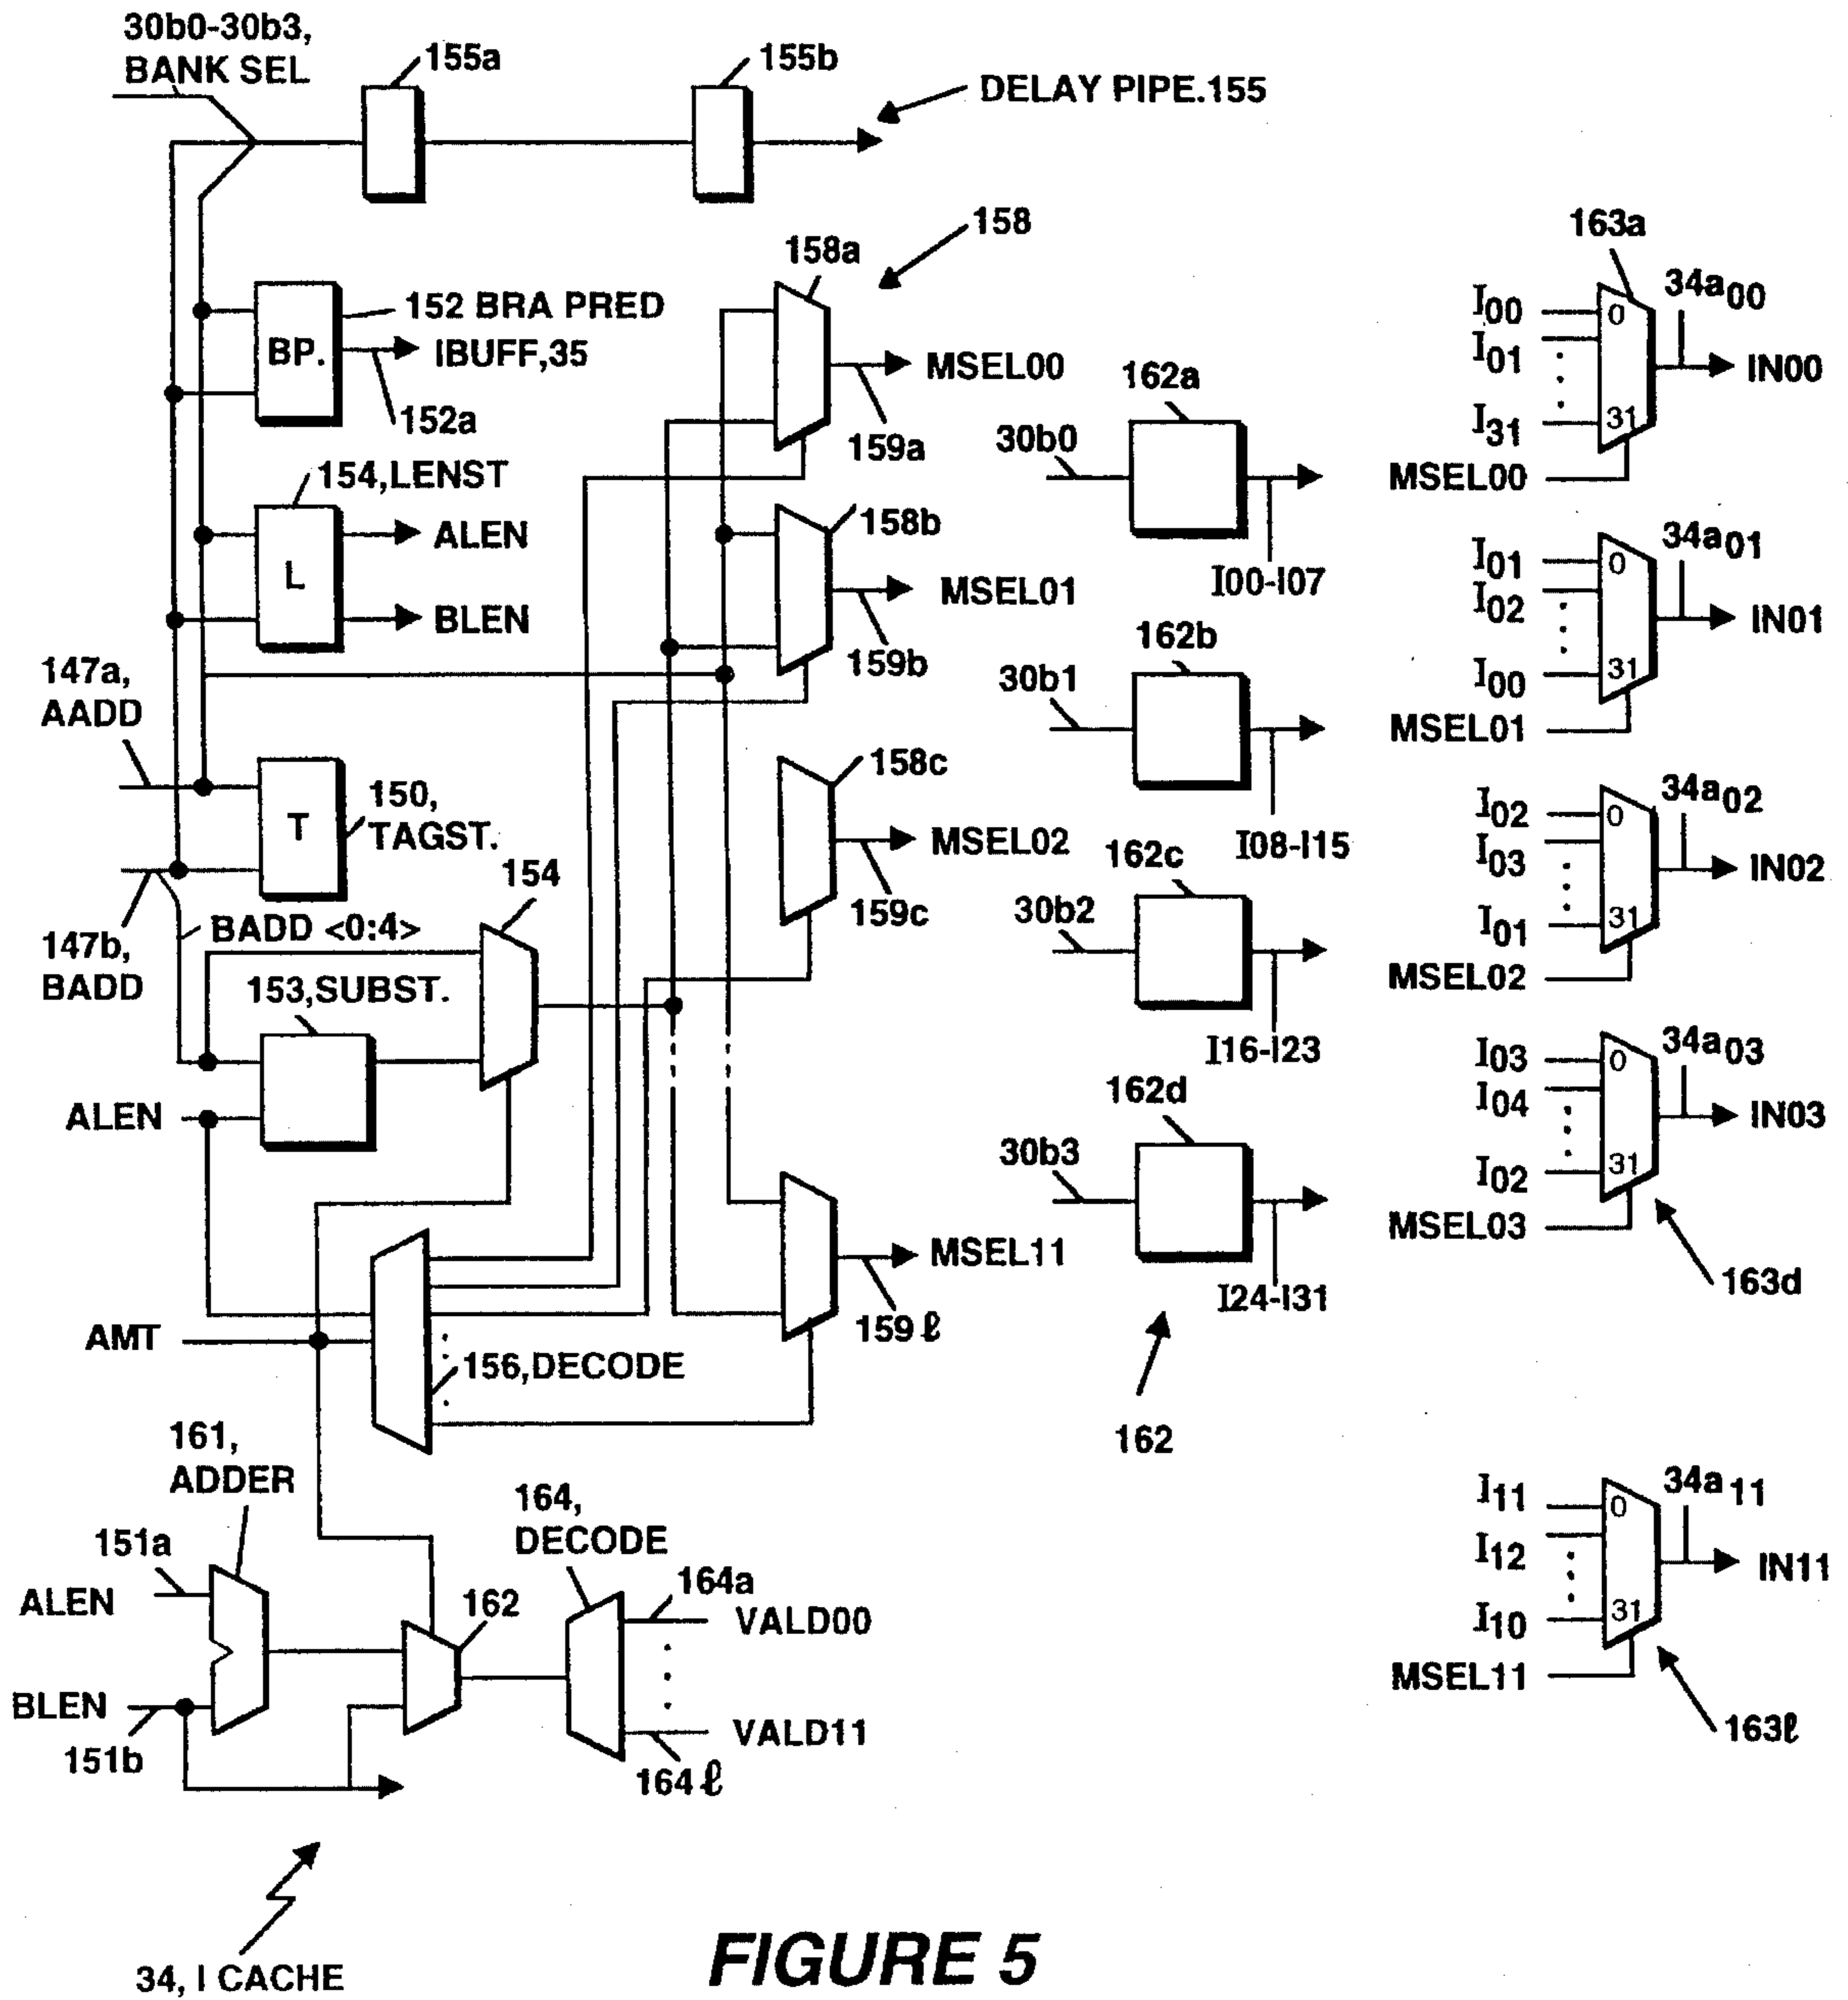 30b0-30b3,
BANK SEL
155a
155b
DELAY PIPE.155
158
158a
BP.
152 BRA PRED
IBUFF,35
152a
MSEL00
159a
154,LENST
L
ALEN
BLEN
158b
MSEL01
159b
147a,
AADD
T
150,
TAGST.
158c
MSEL02
159c
154
BADD <0:4>
147b,
BADD
153,SUBST.
ALEN
MSEL11
159ℓ
AMT
156,DECODE
161,
ADDER
151a
ALEN
BLEN
151b
162
164,
DECODE
164a
VALD00
VALD11
164ℓ
162a
30b0
I00-I07
162b
30b1
I08-I15
162c
30b2
I16-I23
162d
30b3
I24-I31
162
163a
34a00
I00
I01
I31
0
31
IN00
MSEL00
34a01
I01
I02
I00
0
31
IN01
MSEL01
34a02
I02
I03
I01
0
31
IN02
MSEL02
34a03
I03
I04
I02
0
31
IN03
MSEL03
163d
34a11
I11
I12
I10
0
31
IN11
MSEL11
163ℓ
34, I CACHE
FIGURE 5